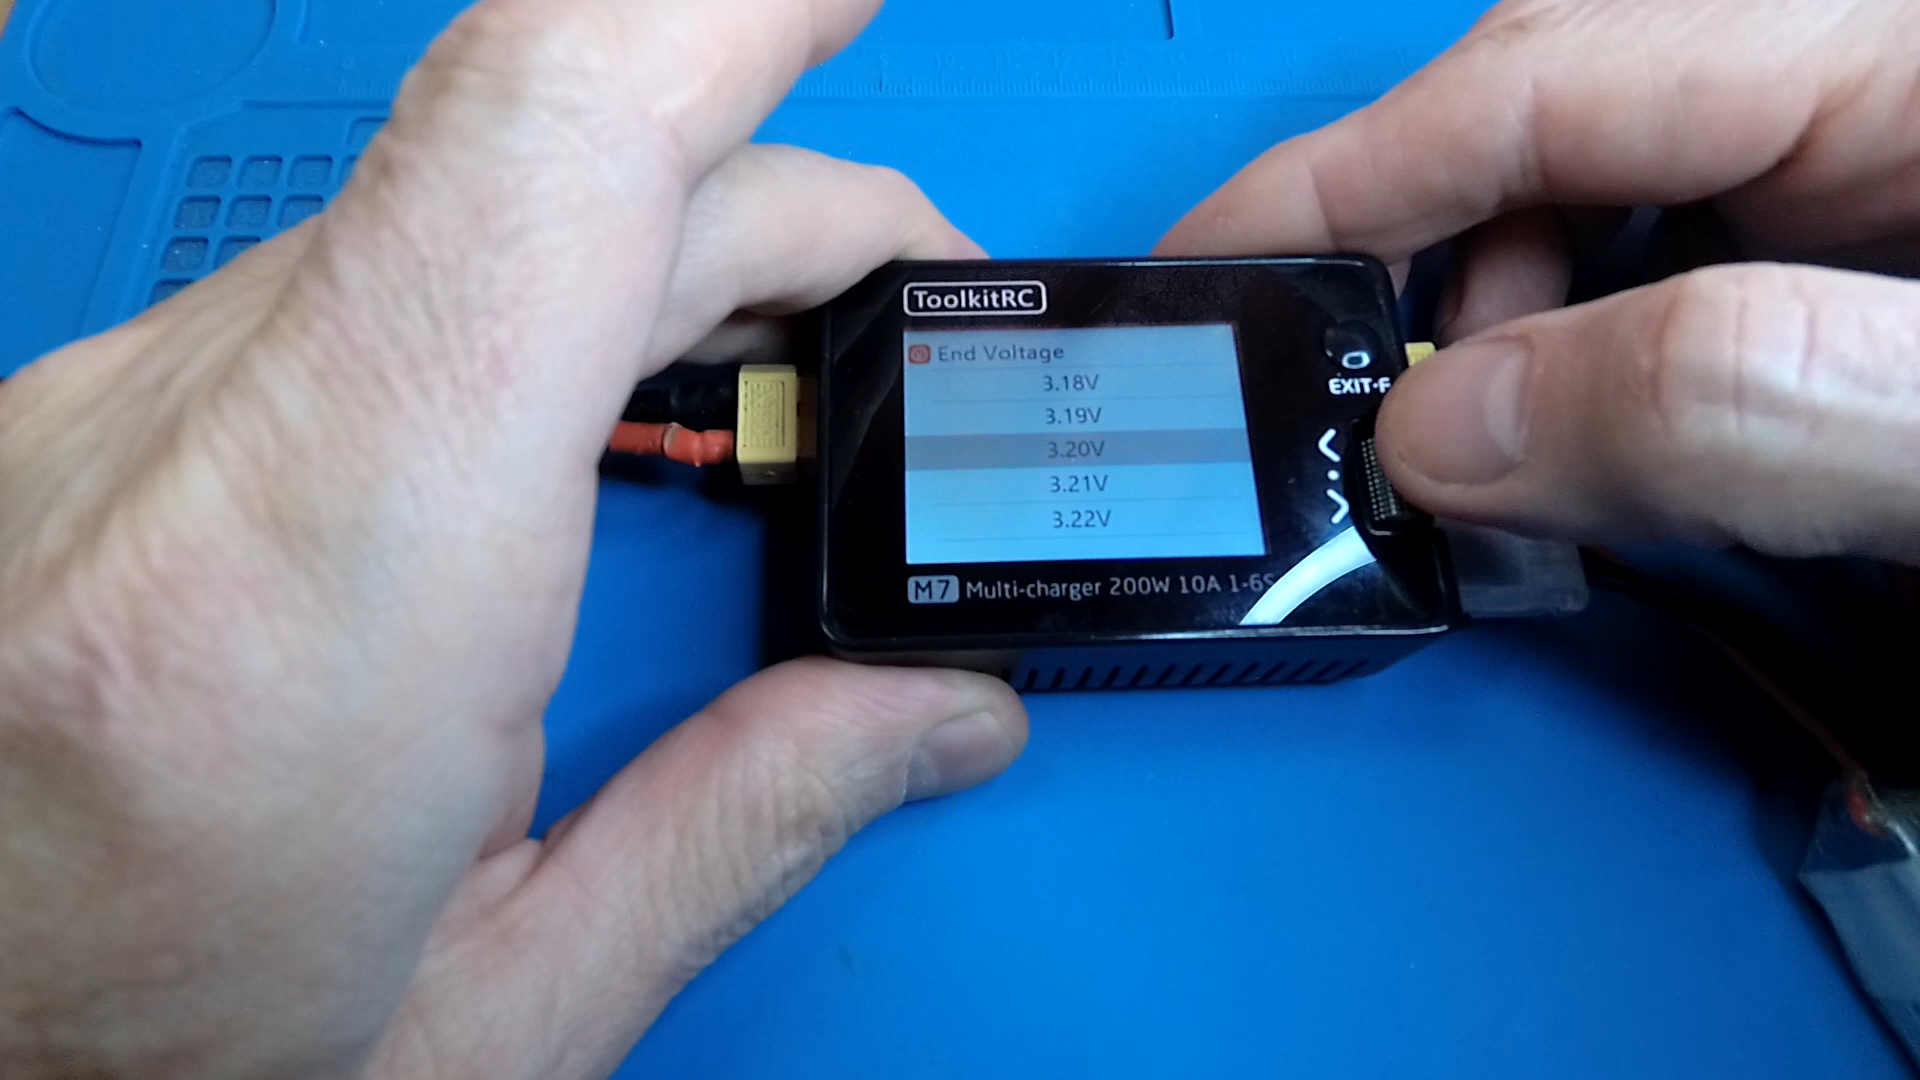 ToolkitRC
End Voltage
3.18V
3.19V
3.20V
3.21V
3.22V
EXIT·
M7 Multi-charger 200W 10A 1-6S